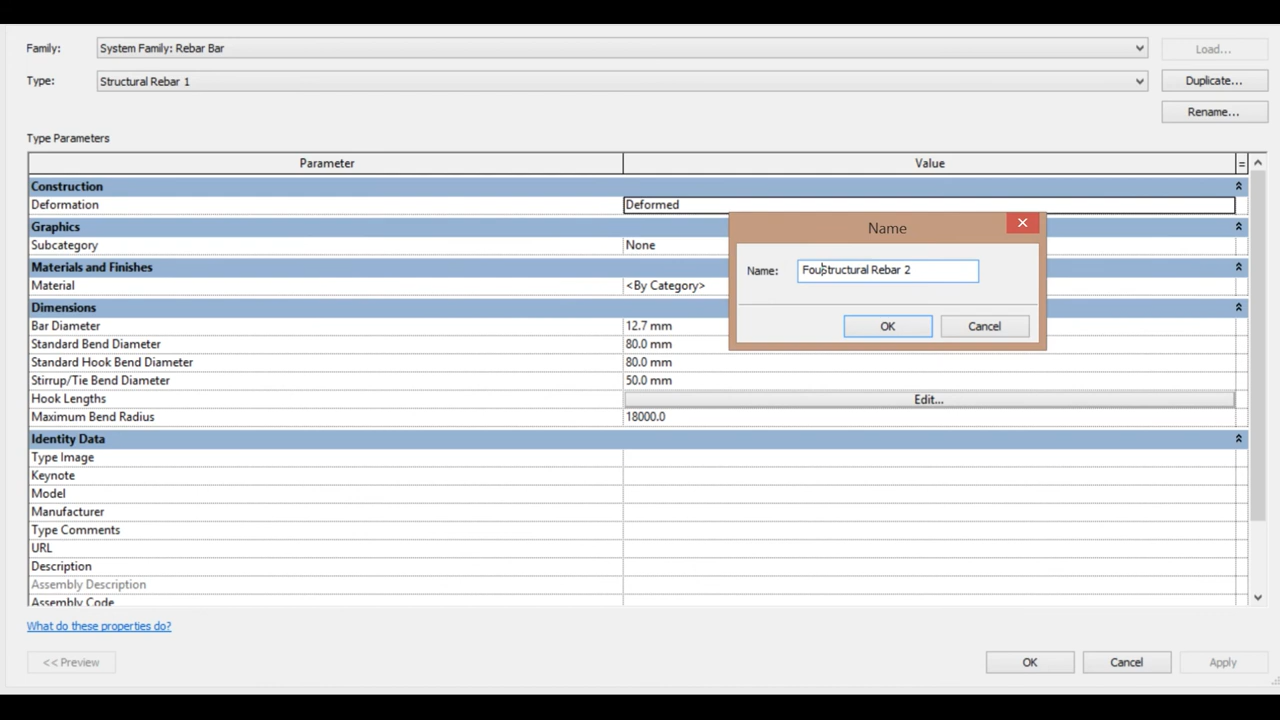 Family:
System Family: Rebar Bar
Load...
Type:
Structural Rebar 1
Duplicate...
Rename...
Type Parameters
Parameter
Value
=
Construction
Deformation
Deformed
Graphics
Subcategory
None
Materials and Finishes
Material
<By Category>
Dimensions
Bar Diameter
12.7 mm
Standard Bend Diameter
80.0 mm
Standard Hook Bend Diameter
80.0 mm
Stirrup/Tie Bend Diameter
50.0 mm
Hook Lengths
Edit...
Maximum Bend Radius
18000.0
Identity Data
Type Image
Keynote
Model
Manufacturer
Type Comments
URL
Description
Assembly Description
Assembly Code
What do these properties do?
<< Preview
OK
Cancel
Apply
Name
Name:
FouStructural Rebar 2
OK
Cancel